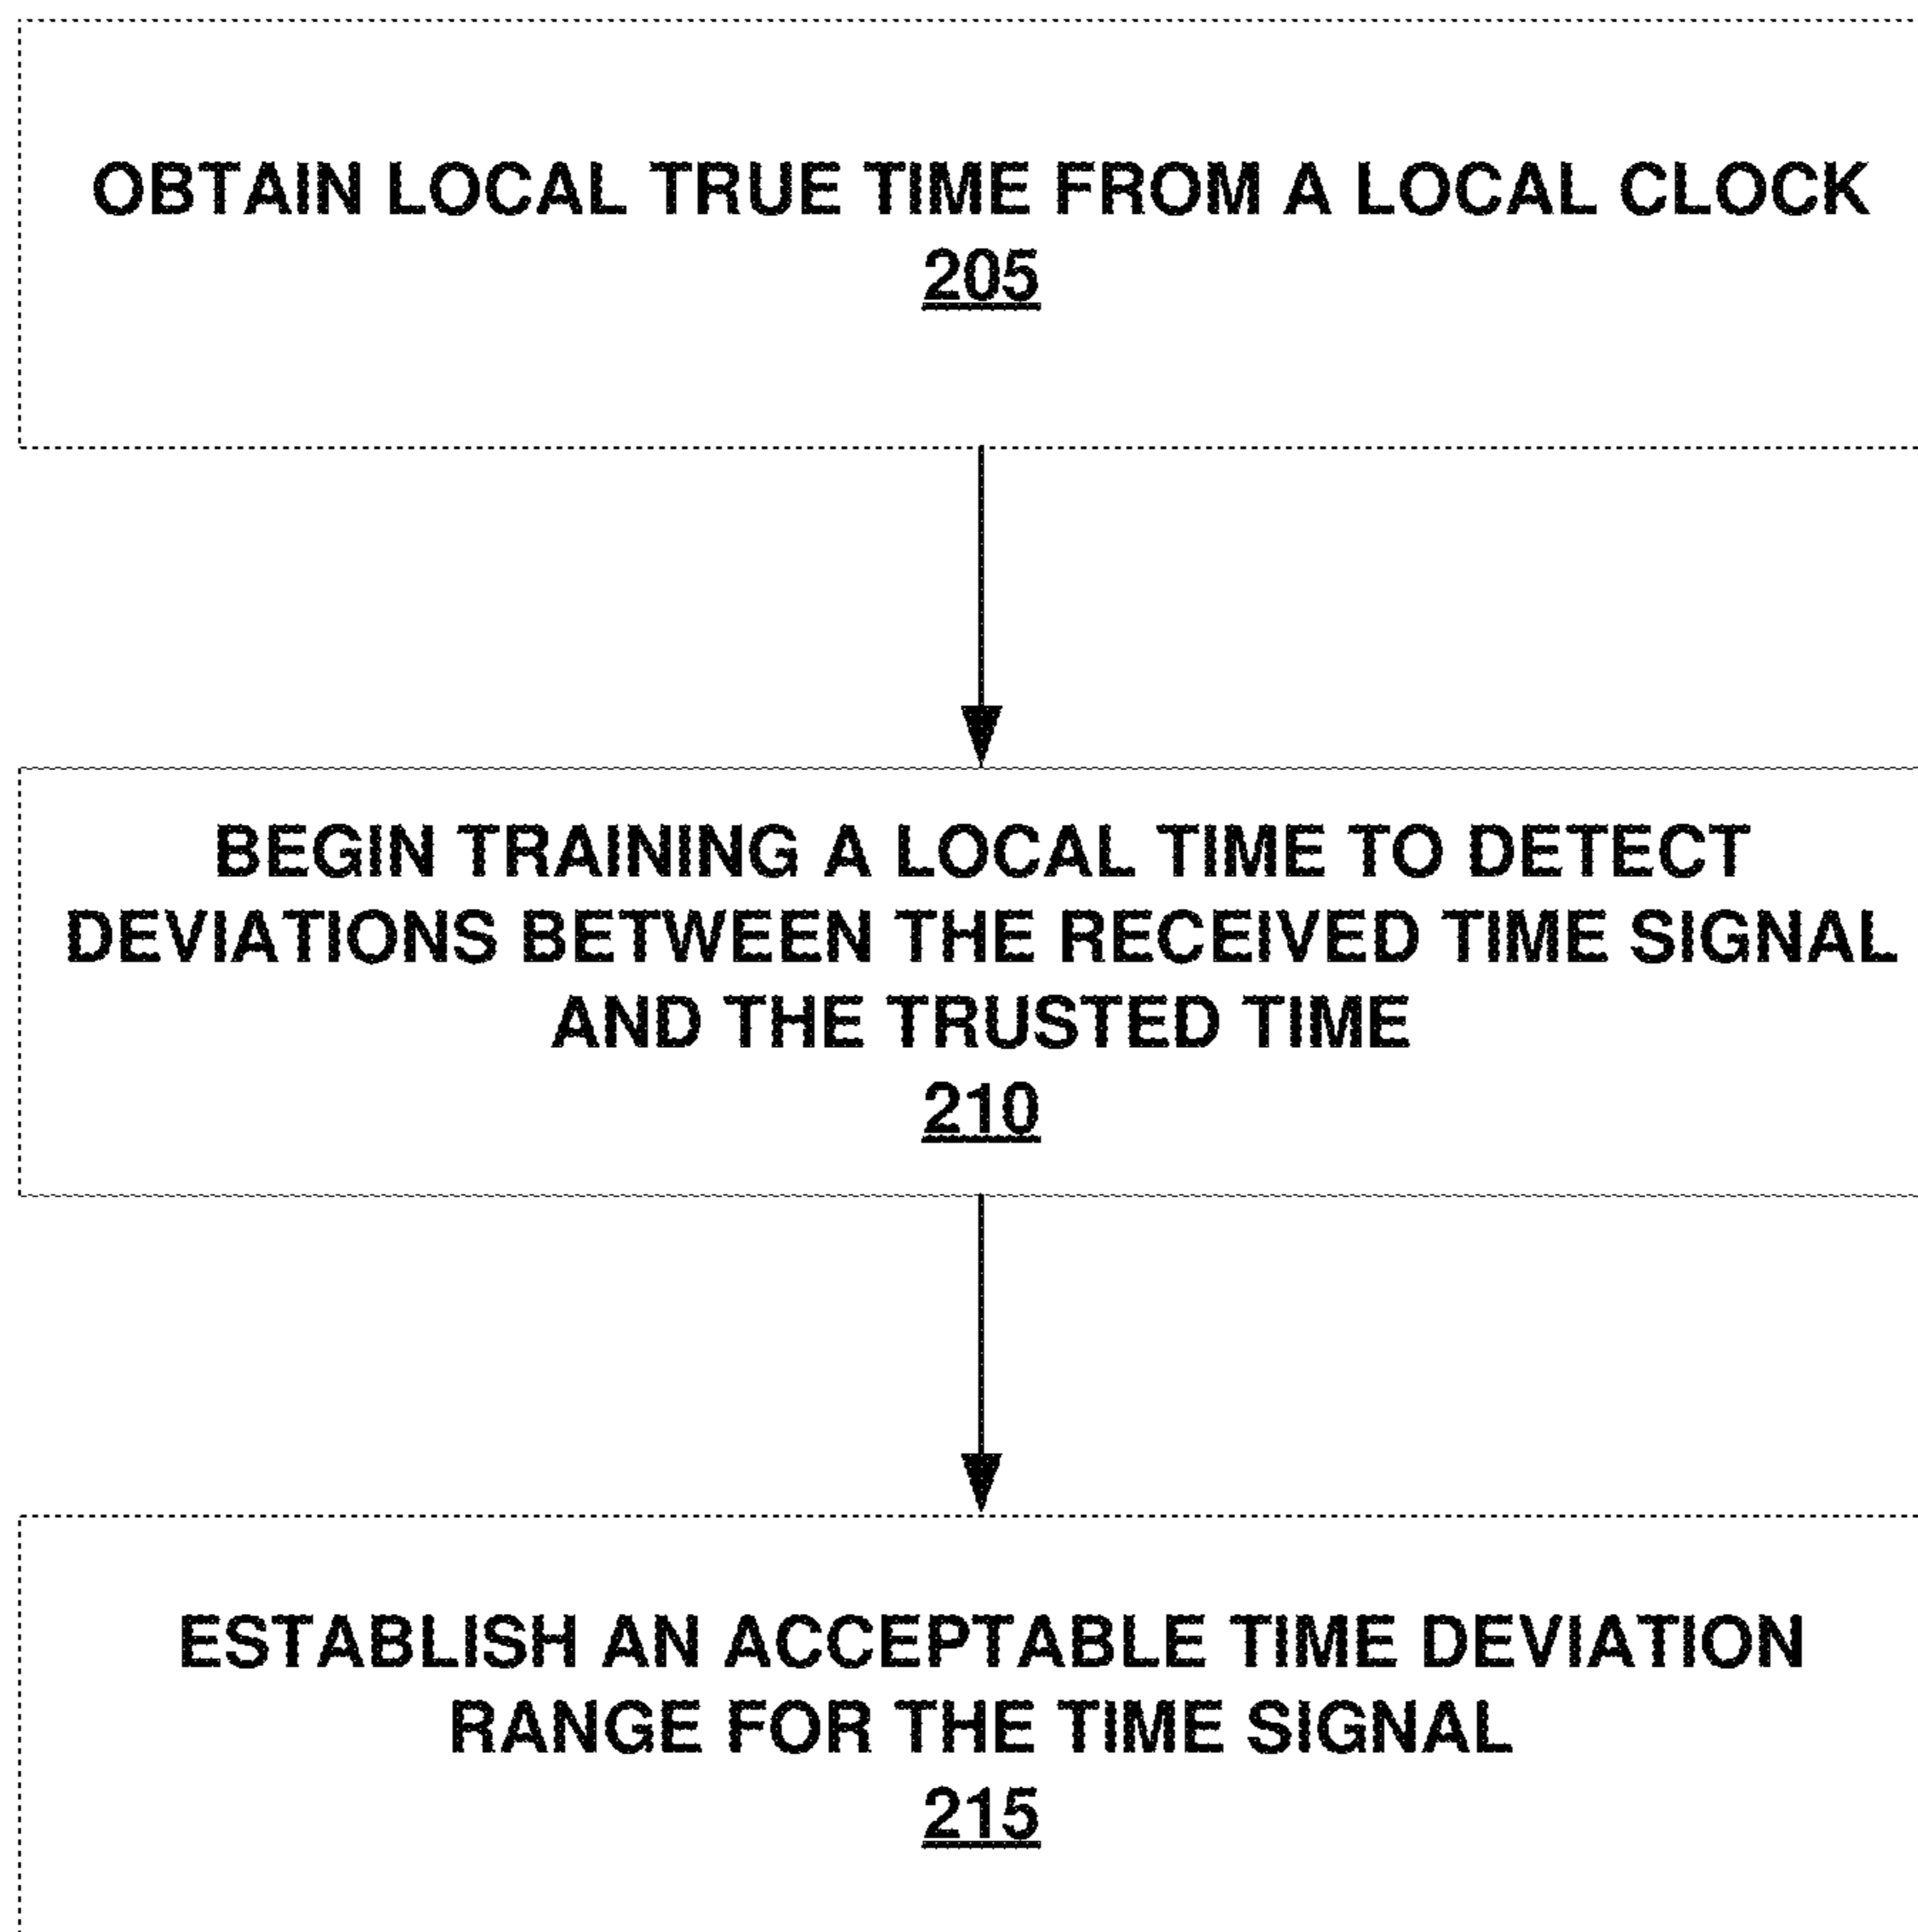 OBTAIN LOCAL TRUE TIME FROM A LOCAL CLOCK
205
BEGIN TRAINING A LOCAL TIME TO DETECT
DEVIATIONS BETWEEN THE RECEIVED TIME SIGNAL
AND THE TRUSTED TIME
210
ESTABLISH AN ACCEPTABLE TIME DEVIATION
RANGE FOR THE TIME SIGNAL
215